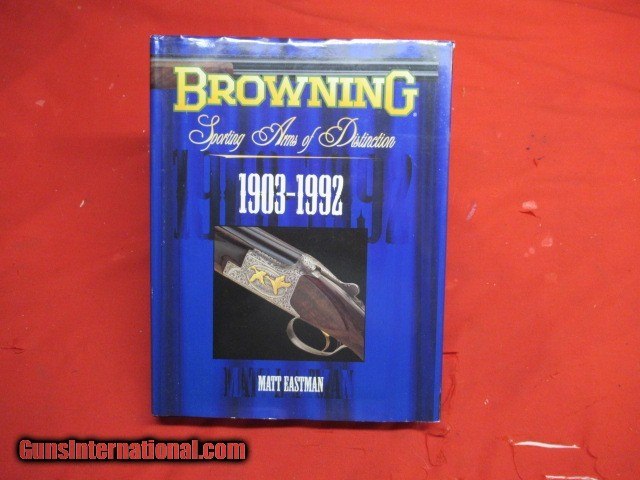 BROWNING®
Sporting Arms of Distinction
1903-1992
MATT EASTMAN
GunsInternational.com